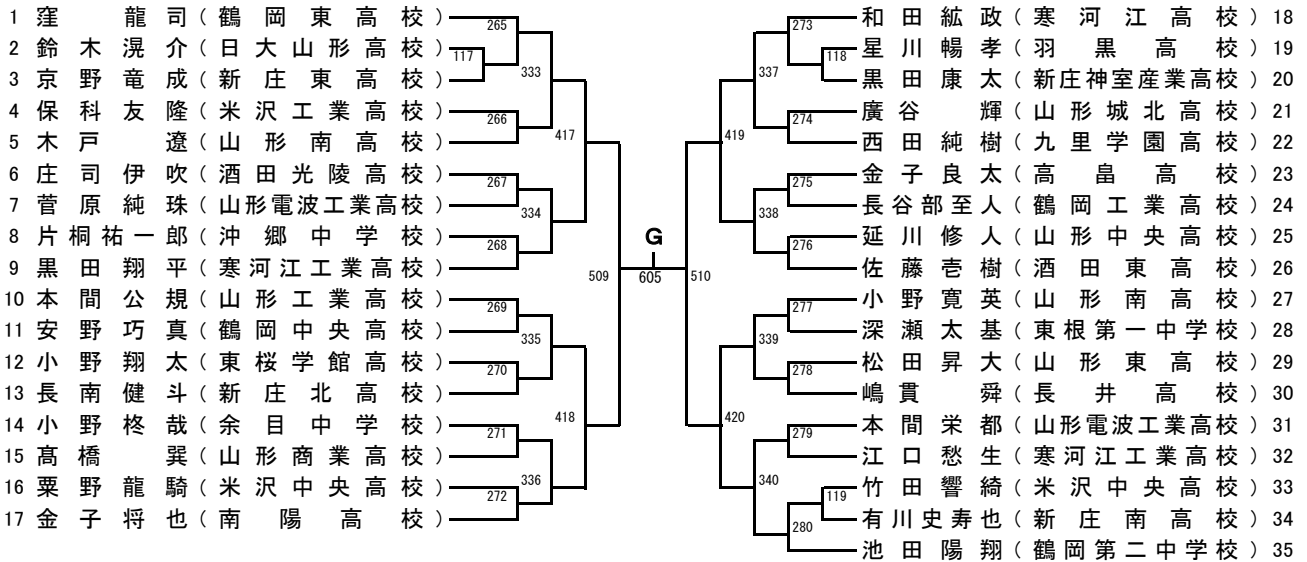 1 窪龍司(鶴岡東高校)
2 鈴木滉介(日大山形高校)
3 京野竜成(新庄東高校)
4 保科友隆(米沢工業高校)
5 木戸遼(山形南高校)
6 庄司伊吹(酒田光陵高校)
7 菅原純珠(山形電波工業高校)
8 片桐祐一郎(沖郷中学校)
9 黒田翔平(寒河江工業高校)
10 本間公規(山形工業高校)
11 安野巧真(鶴岡中央高校)
12 小野翔太(東桜学館高校)
13 長南健斗(新庄北高校)
14 小野柊哉(余目中学校)
15 髙橋巽(山形商業高校)
16 粟野龍騎(米沢中央高校)
17 金子将也(南陽高校)
265
117
333
266
417
267
334
268
509
269
335
270
418
271
336
272
G
605
和田紘政(寒河江高校) 18
星川暢孝(羽黒高校) 19
黒田康太(新庄神室産業高校) 20
廣谷輝(山形城北高校) 21
西田純樹(九里学園高校) 22
金子良太(高畠高校) 23
長谷部至人(鶴岡工業高校) 24
延川修人(山形中央高校) 25
佐藤壱樹(酒田東高校) 26
小野寛英(山形南高校) 27
深瀬太基(東根第一中学校) 28
松田昇大(山形東高校) 29
嶋貫舜(長井高校) 30
本間栄都(山形電波工業高校) 31
江口愁生(寒河江工業高校) 32
竹田響綺(米沢中央高校) 33
有川史寿也(新庄南高校) 34
池田陽翔(鶴岡第二中学校) 35
273
118
337
274
419
275
338
276
510
277
339
278
420
279
340
119
280